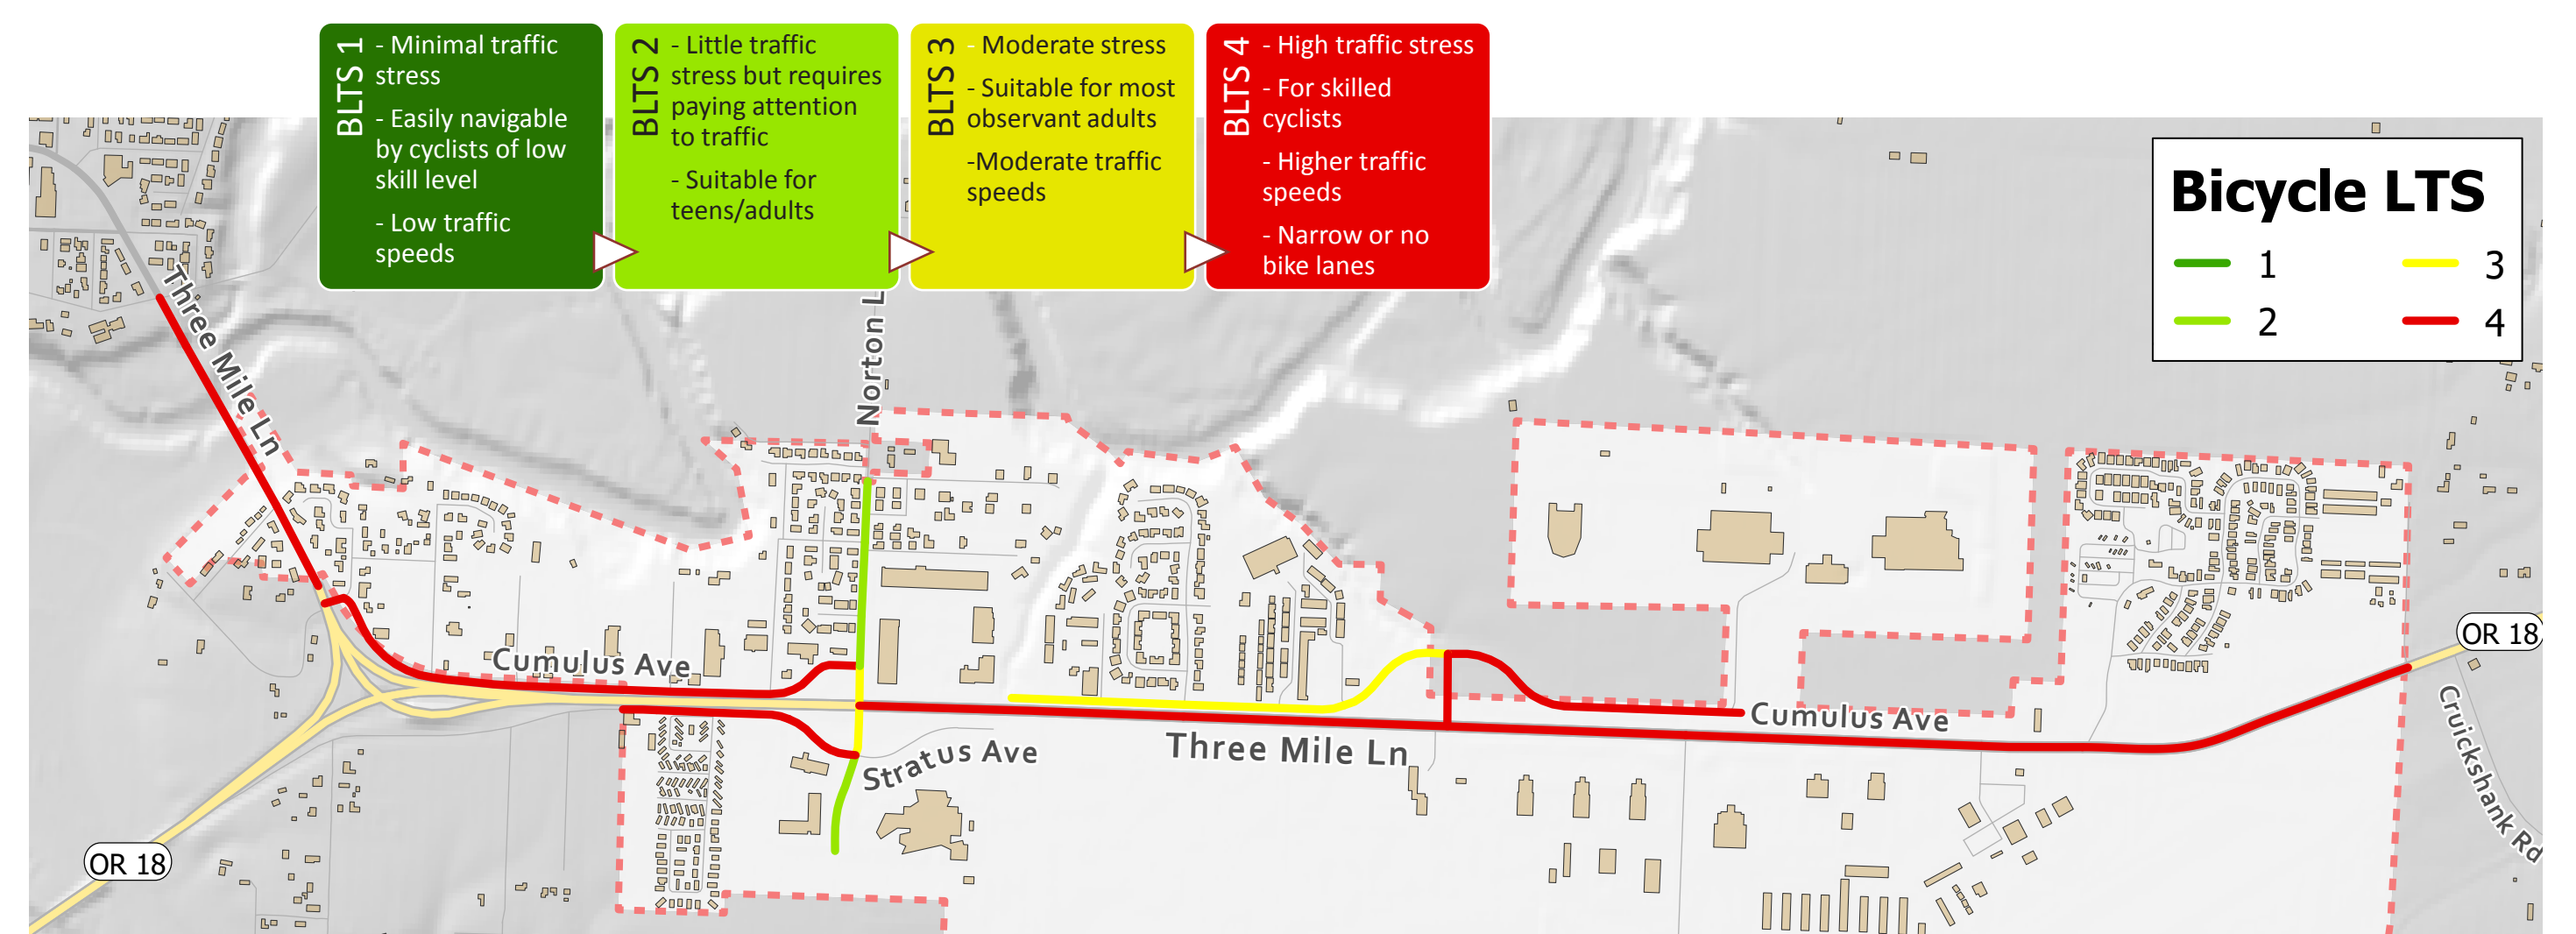 BLTS 1
- Minimal traffic
stress
- Easily navigable
by cyclists of low
skill level
- Low traffic
speeds
BLTS 2
- Little traffic
stress but requires
paying attention
to traffic
- Suitable for
teens/adults
BLTS 3
- Moderate stress
- Suitable for most
observant adults
-Moderate traffic
speeds
BLTS 4
- High traffic stress
- For skilled
cyclists
- Higher traffic
speeds
- Narrow or no
bike lanes
Bicycle LTS
1
3
2
4
Three Mile Ln
Norton L
OR 18
Cumulus Ave
Cumulus Ave
Stratus Ave
Three Mile Ln
Cruickshank Rd
OR 18